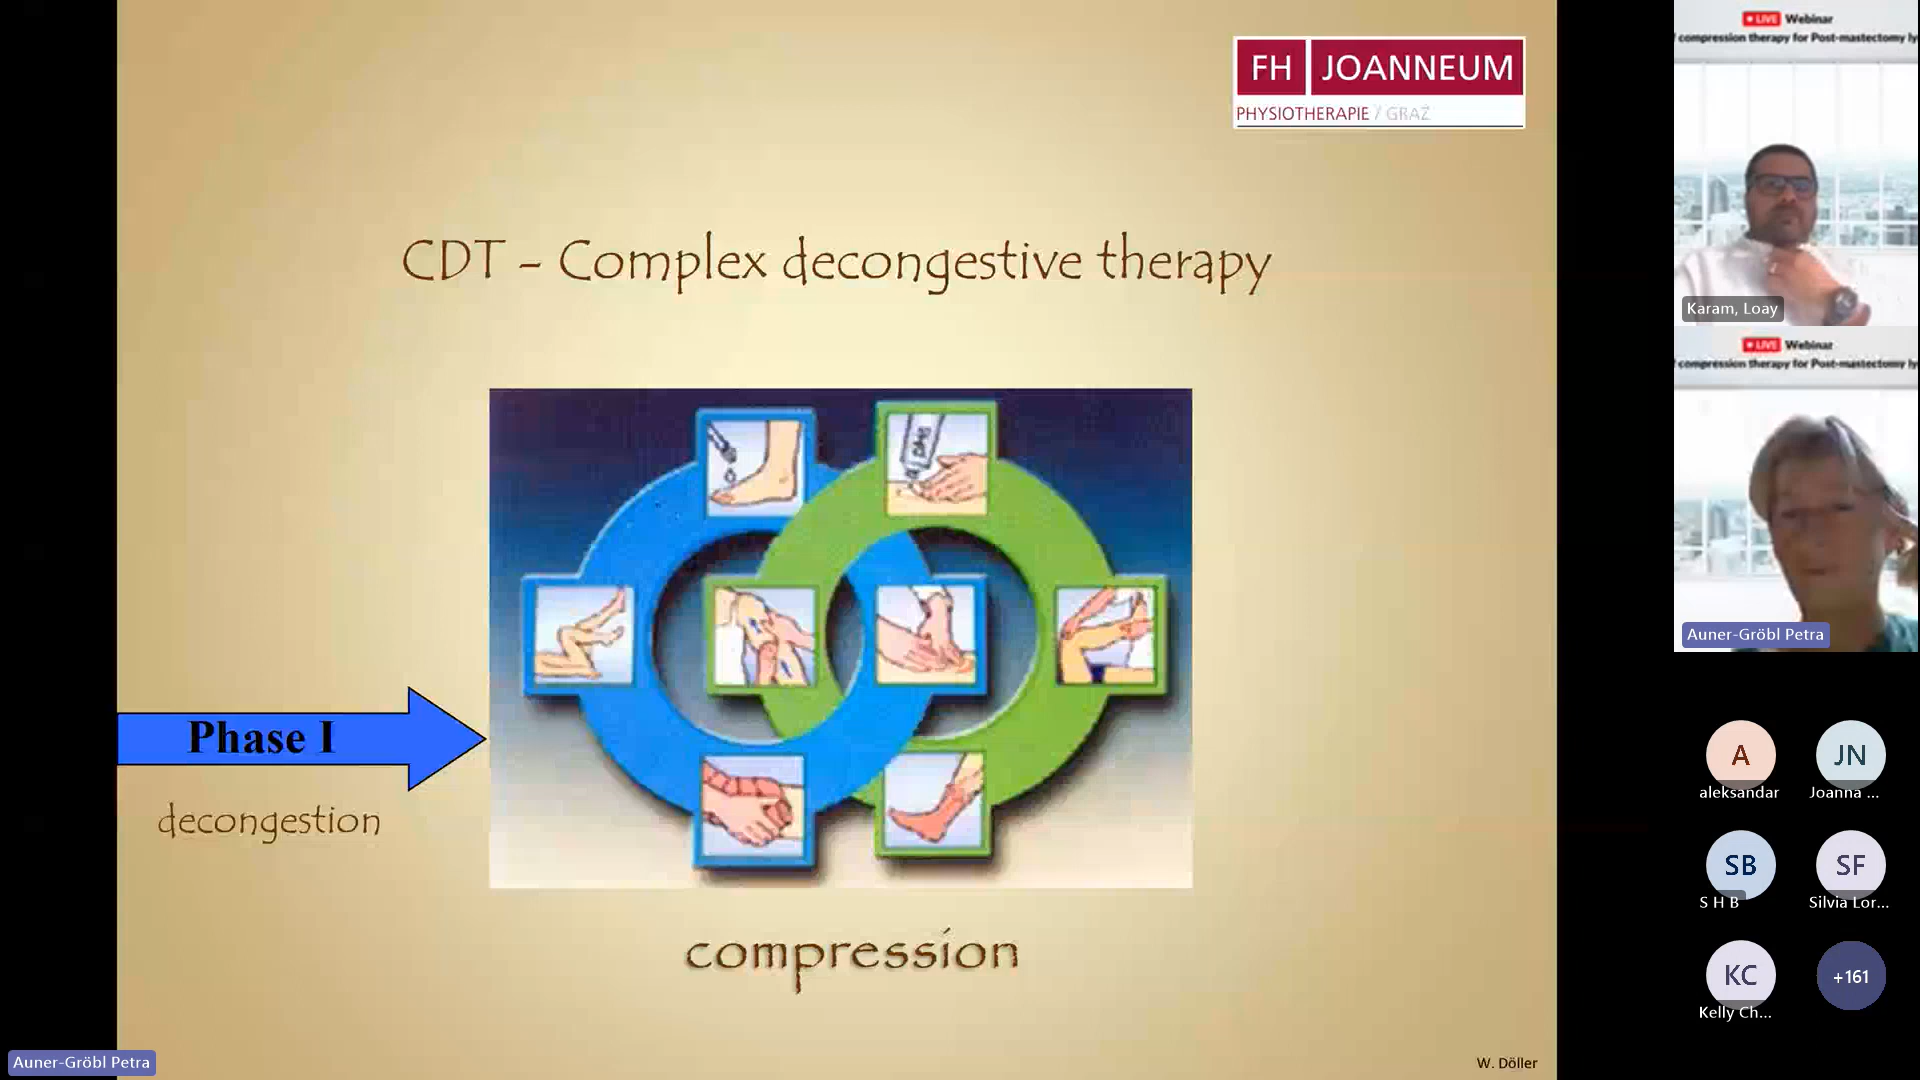 FH JOANNEUM
PHYSIOTHERAPIE / GRAZ
CDT – Complex decongestive therapy
Phase I
decongestion
compression
W. Döller
Auner-Gröbl Petra
LIVE Webinar
compression therapy for Post-mastectomy ly
Karam, Loay
LIVE Webinar
compression therapy for Post-mastectomy ly
Auner-Gröbl Petra
A
aleksandar
JN
Joanna ...
SB
S H B
SF
Silvia Lor...
KC
Kelly Ch...
+161